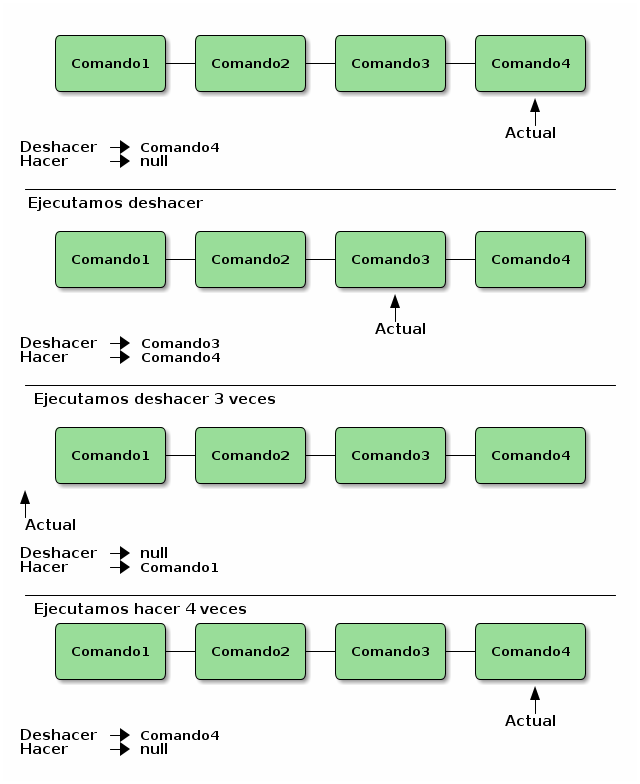 Comando1 Comando2 Comando3 Comando4
Actual
Deshacer Comando4
Hacer null
Ejecutamos deshacer
Comando1 Comando2 Comando3 Comando4
Actual
Deshacer Comando3
Hacer Comando4
Ejecutamos deshacer 3 veces
Comando1 Comando2 Comando3 Comando4
Actual
Deshacer null
Hacer Comando1
Ejecutamos hacer 4 veces
Comando1 Comando2 Comando3 Comando4
Actual
Deshacer Comando4
Hacer null